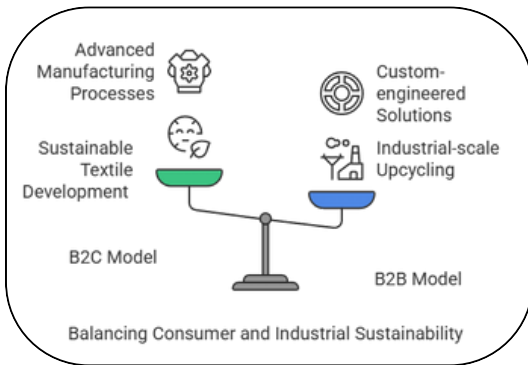 Advanced
Manufacturing
Processes
Sustainable
Textile
Development
B2C Model
Custom-
engineered
Solutions
Industrial-scale
Upcycling
B2B Model
Balancing Consumer and Industrial Sustainability